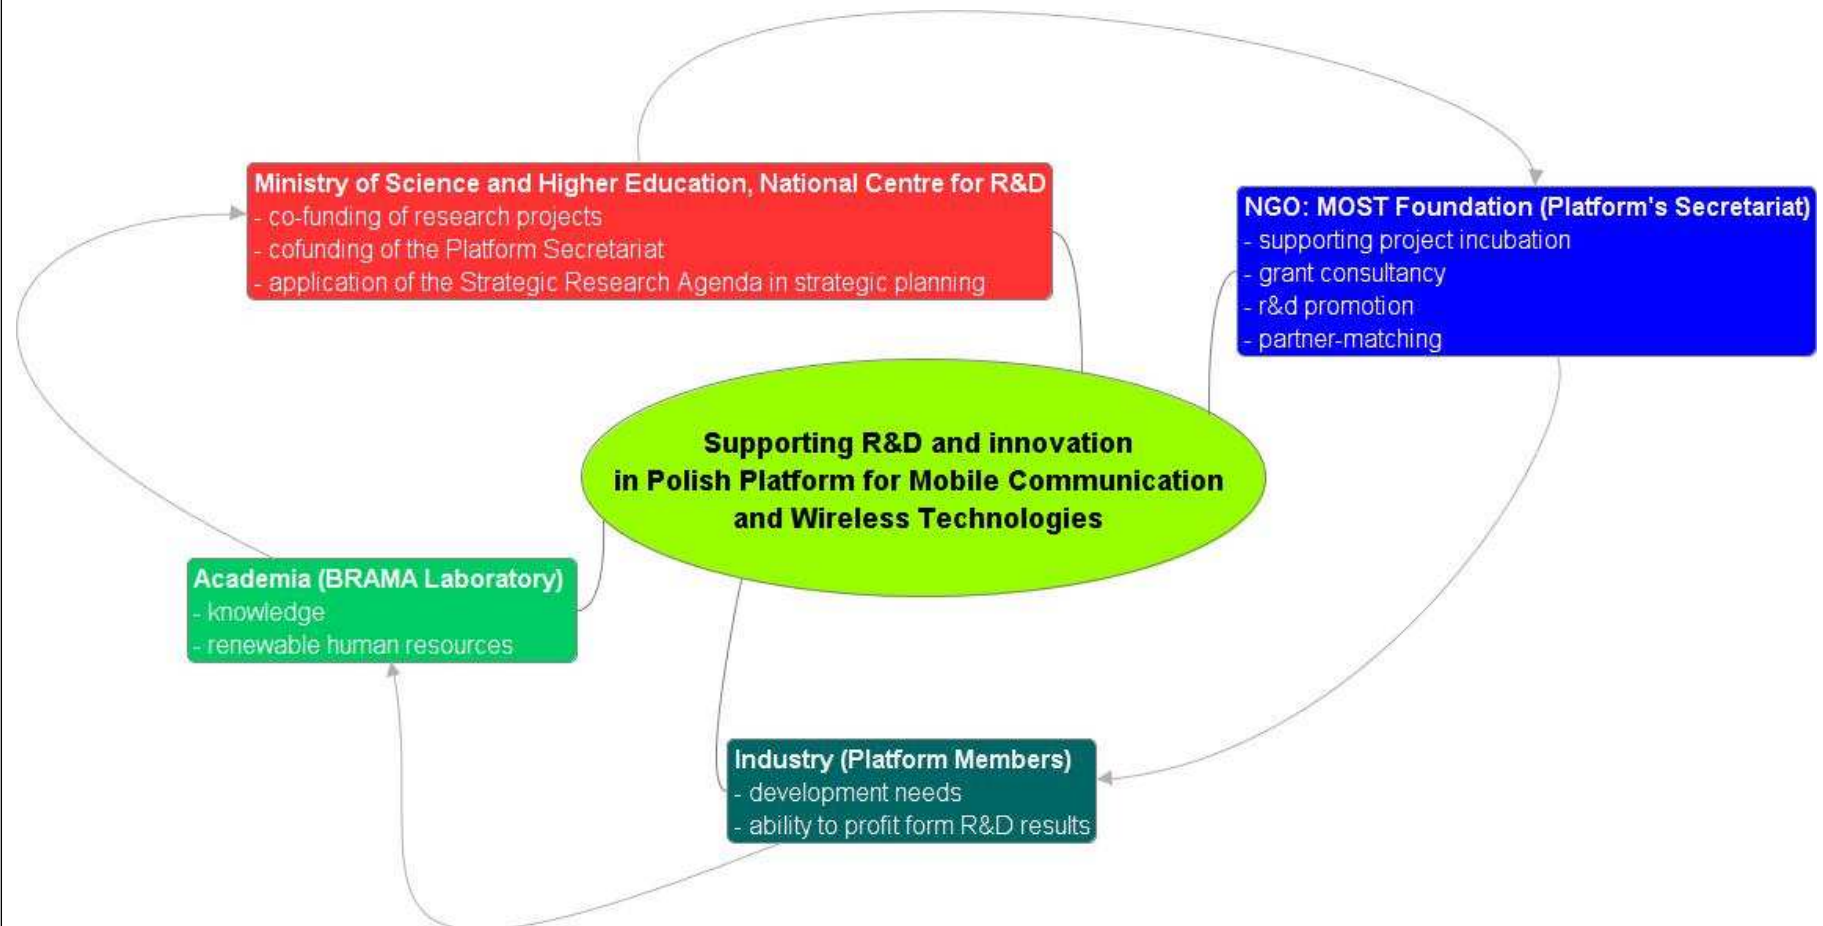 Ministry of Science and Higher Education, National Centre for R&D
- co-funding of research projects
- cofunding of the Platform Secretariat
- application of the Strategic Research Agenda in strategic planning
NGO: MOST Foundation (Platform's Secretariat)
- supporting project incubation
- grant consultancy
- r&d promotion
- partner-matching
Supporting R&D and innovation
in Polish Platform for Mobile Communication
and Wireless Technologies
Academia (BRAMA Laboratory)
- knowledge
- renewable human resources
Industry (Platform Members)
- development needs
- ability to profit form R&D results